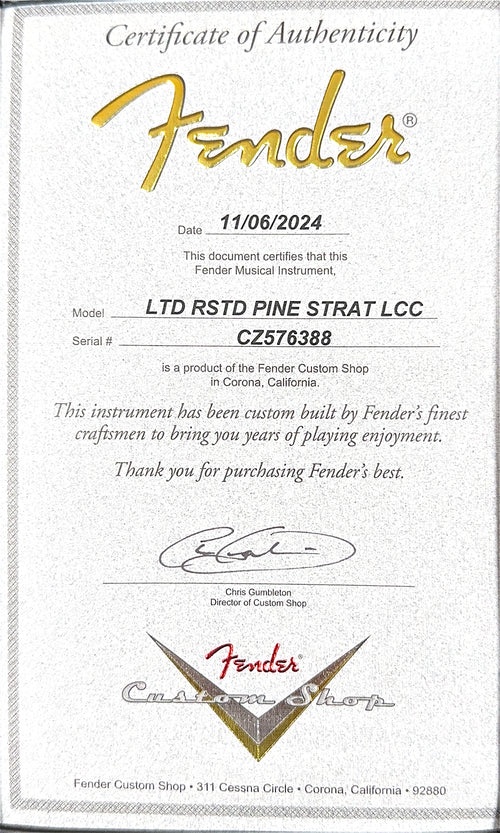 Certificate of Authenticity
Fender®
Date 11/06/2024
This document certifies that this
Fender Musical Instrument,
Model LTD RSTD PINE STRAT LCC
Serial # CZ576388
is a product of the Fender Custom Shop
in Corona, California.
This instrument has been custom built by Fender's finest
craftsmen to bring you years of playing enjoyment.
Thank you for purchasing Fender's best.
Chris Gumbleton
Director of Custom Shop
Fender®
Custom Shop
Fender Custom Shop • 311 Cessna Circle • Corona, California • 92880